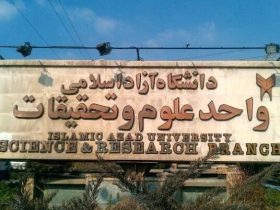 دانشگاه آزاد اسلامی
واحد علوم و تحقیقات
ISLAMIC AZAD UNIVERSITY
SCIENCE & RESEARCH BRANCH